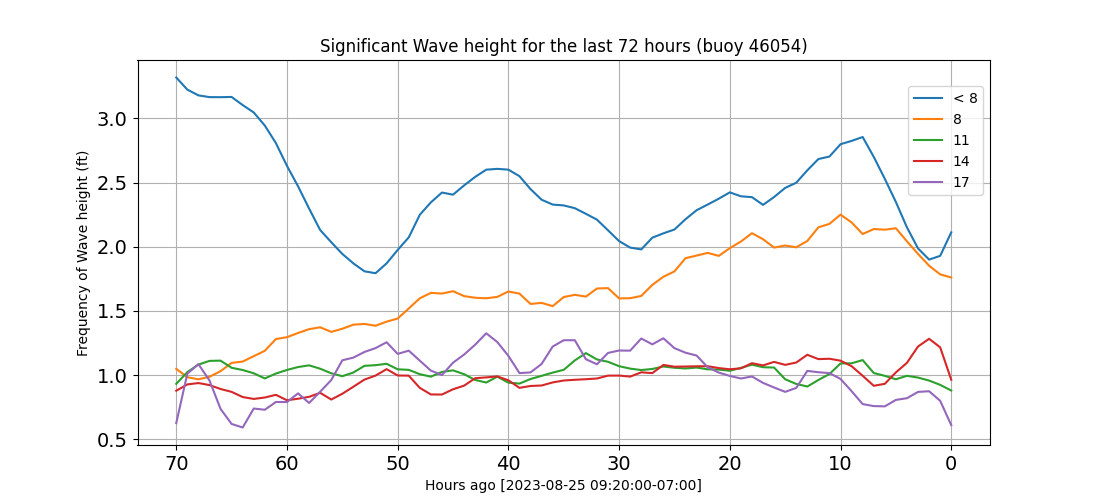 Significant Wave height for the last 72 hours (buoy 46054)
Frequency of Wave height (ft)
3.0
2.5
2.0
1.5
1.0
0.5
< 8
8
11
14
17
70 60 50 40 30 20 10 0
Hours ago [2023-08-25 09:20:00-07:00]